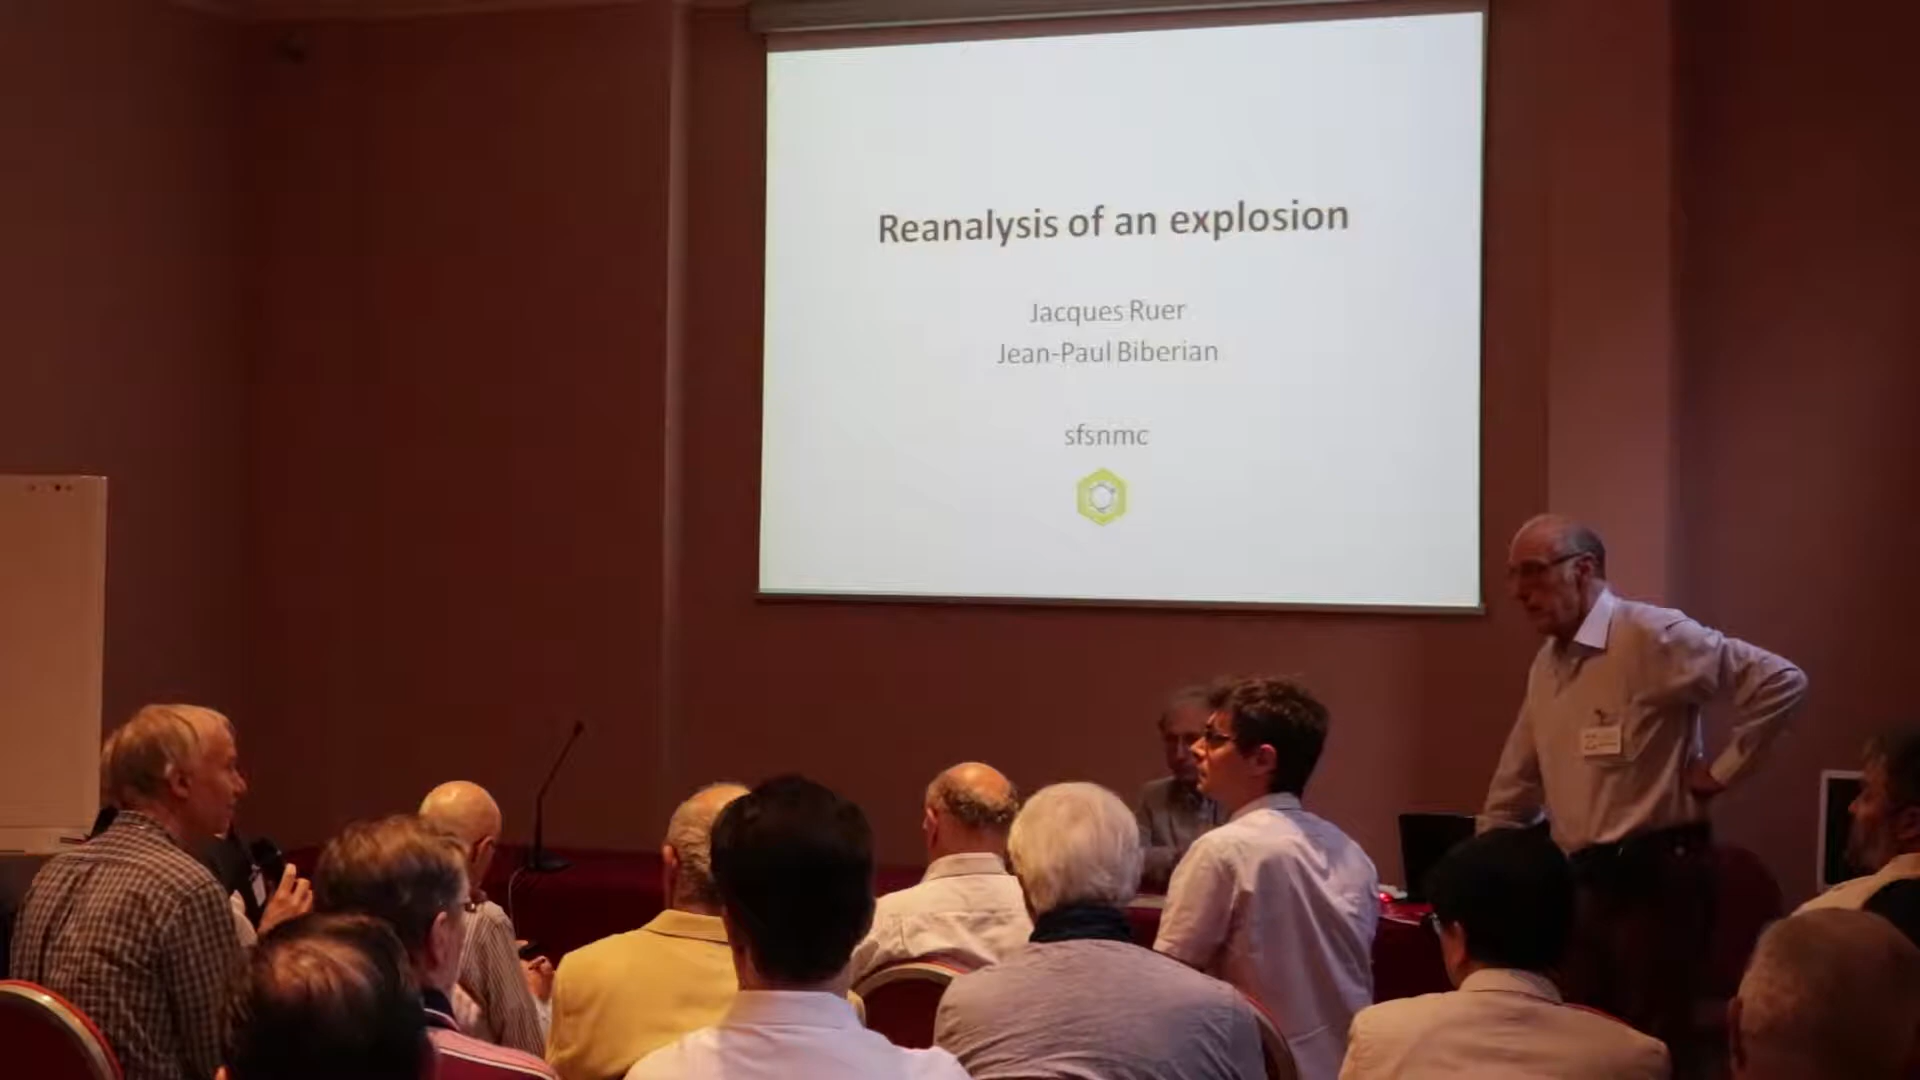 Reanalysis of an explosion
Jacques Ruer
Jean-Paul Biberian
sfsnmc